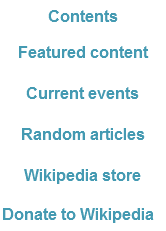 Contents
Featured content
Current events
Random articles
Wikipedia store
Donate to Wikipedia